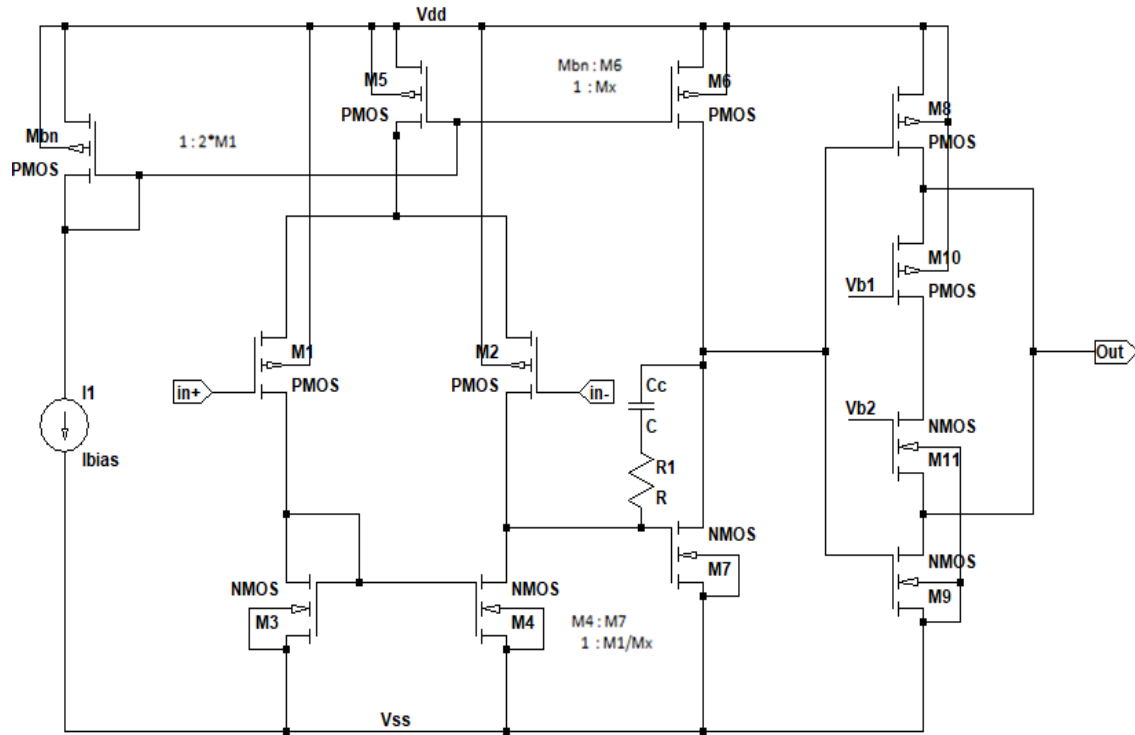 Vdd
M5
PMOS
Mbn : M6
1 : Mx
M6
PMOS
M8
PMOS
Mbn
PMOS
1 : 2*M1
M10
PMOS
Vb1
M1
PMOS
M2
PMOS
in+
in-
Out
I1
Ibias
Cc
C
R1
R
Vb2
NMOS
M11
NMOS
M7
NMOS
M3
NMOS
M4
M4 : M7
1 : M1/Mx
NMOS
M9
Vss